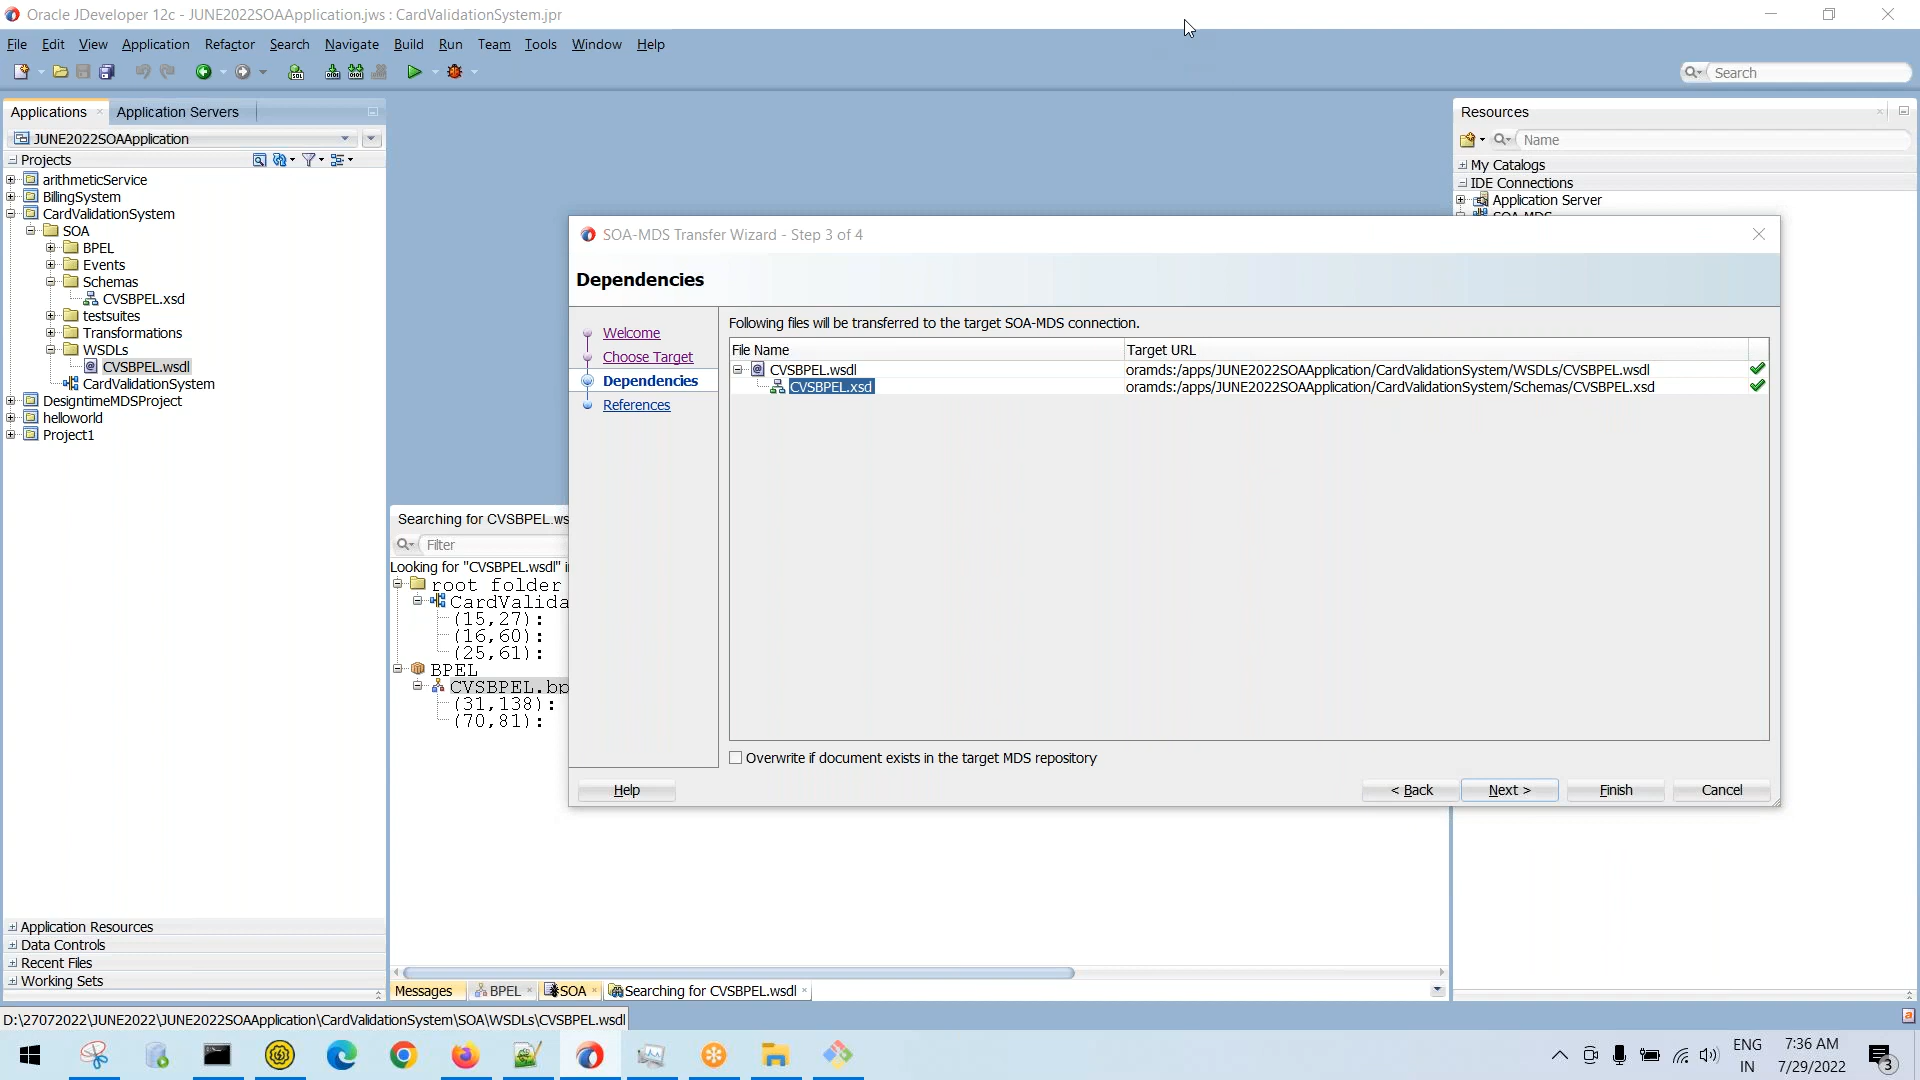 Oracle JDeveloper 12c - JUNE2022SOAApplication.jws : CardValidationSystem.jpr
File Edit View Application Refactor Search Navigate Build Run Team Tools Window Help
Search
Applications
Application Servers
JUNE2022SOAApplication
Projects
arithmeticService
BillingSystem
CardValidationSystem
SOA
BPEL
Events
Schemas
CVSBPEL.xsd
testsuites
Transformations
WSDLs
CVSBPEL.wsdl
CardValidationSystem
DesigntimeMDSProject
helloworld
Project1
Application Resources
Data Controls
Recent Files
Working Sets
Resources
Name
My Catalogs
IDE Connections
Application Server
SOA-MDS
SOA-MDS Transfer Wizard - Step 3 of 4
Dependencies
Welcome
Choose Target
Dependencies
References
Following files will be transferred to the target SOA-MDS connection.
File Name Target URL
CVSBPEL.wsdl oramds:/apps/JUNE2022SOAApplication/CardValidationSystem/WSDLs/CVSBPEL.wsdl
CVSBPEL.xsd oramds:/apps/JUNE2022SOAApplication/CardValidationSystem/Schemas/CVSBPEL.xsd
Overwrite if document exists in the target MDS repository
Help < Back Next > Finish Cancel
Searching for CVSBPEL.ws
Filter
Looking for "CVSBPEL.wsdl" i
root folder
CardValida
(15,27):
(16,60):
(25,61):
BPEL
CVSBPEL.bp
(31,138):
(70,81):
Messages BPEL SOA Searching for CVSBPEL.wsdl
D:\27072022\JUNE2022\JUNE2022SOAApplication\CardValidationSystem\SOA\WSDLs\CVSBPEL.wsdl
ENG
IN
7:36 AM
7/29/2022
3